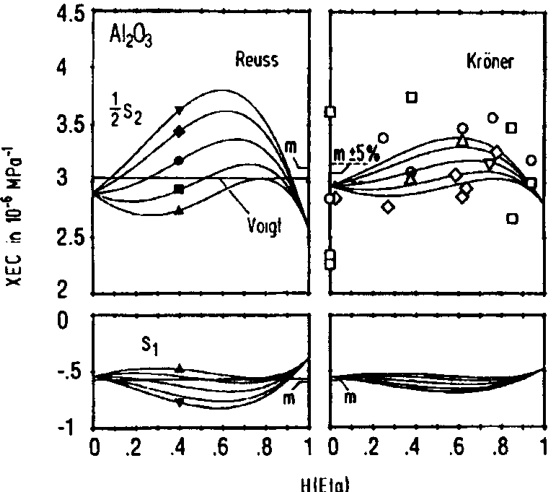 4.5
4
3.5
3
2.5
2
XEC in 10⁻⁶ MPa⁻¹
Al₂O₃
Reuss
½S₂
m
Voigt
Kröner
m ±5%
0
-.5
-1
S₁
m
m
0 .2 .4 .6 .8 1
0 .2 .4 .6 .8 1
H(Eta)